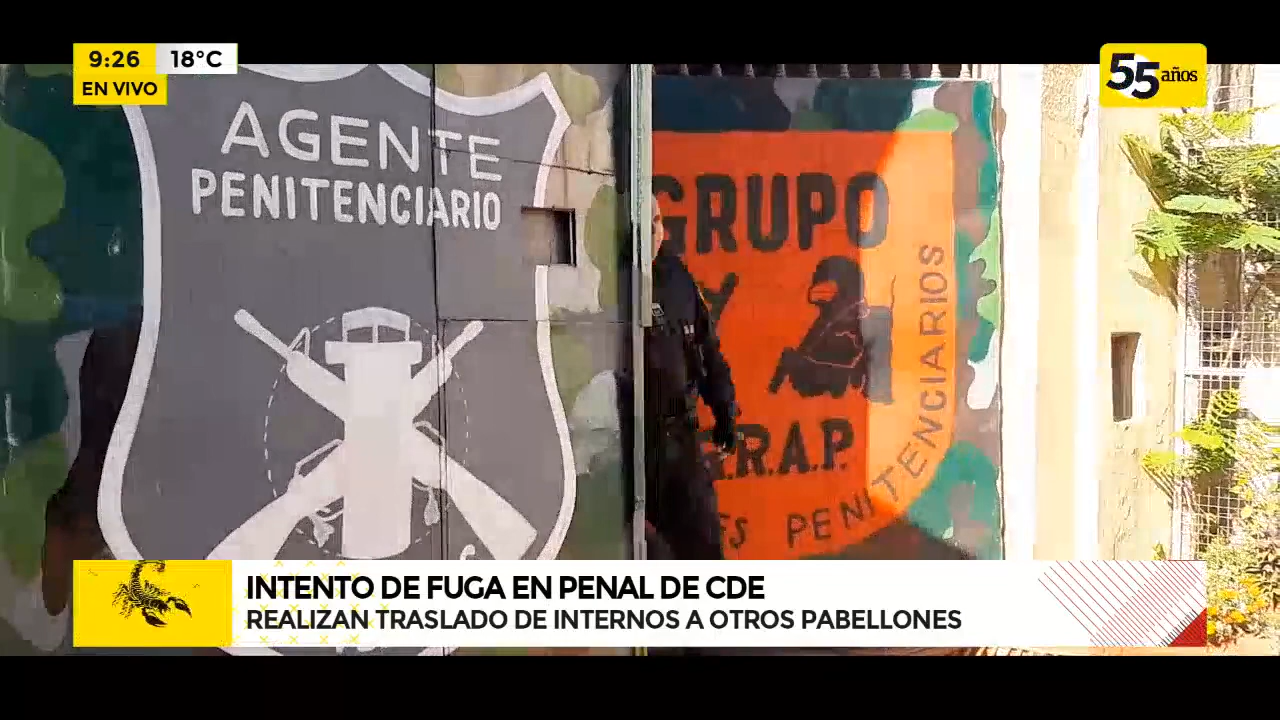 9:26 18°C
EN VIVO
55 años
AGENTE
PENITENCIARIO
GRUPO
Y
.R.A.P.
PENITENCIARIOS
INTENTO DE FUGA EN PENAL DE CDE
REALIZAN TRASLADO DE INTERNOS A OTROS PABELLONES